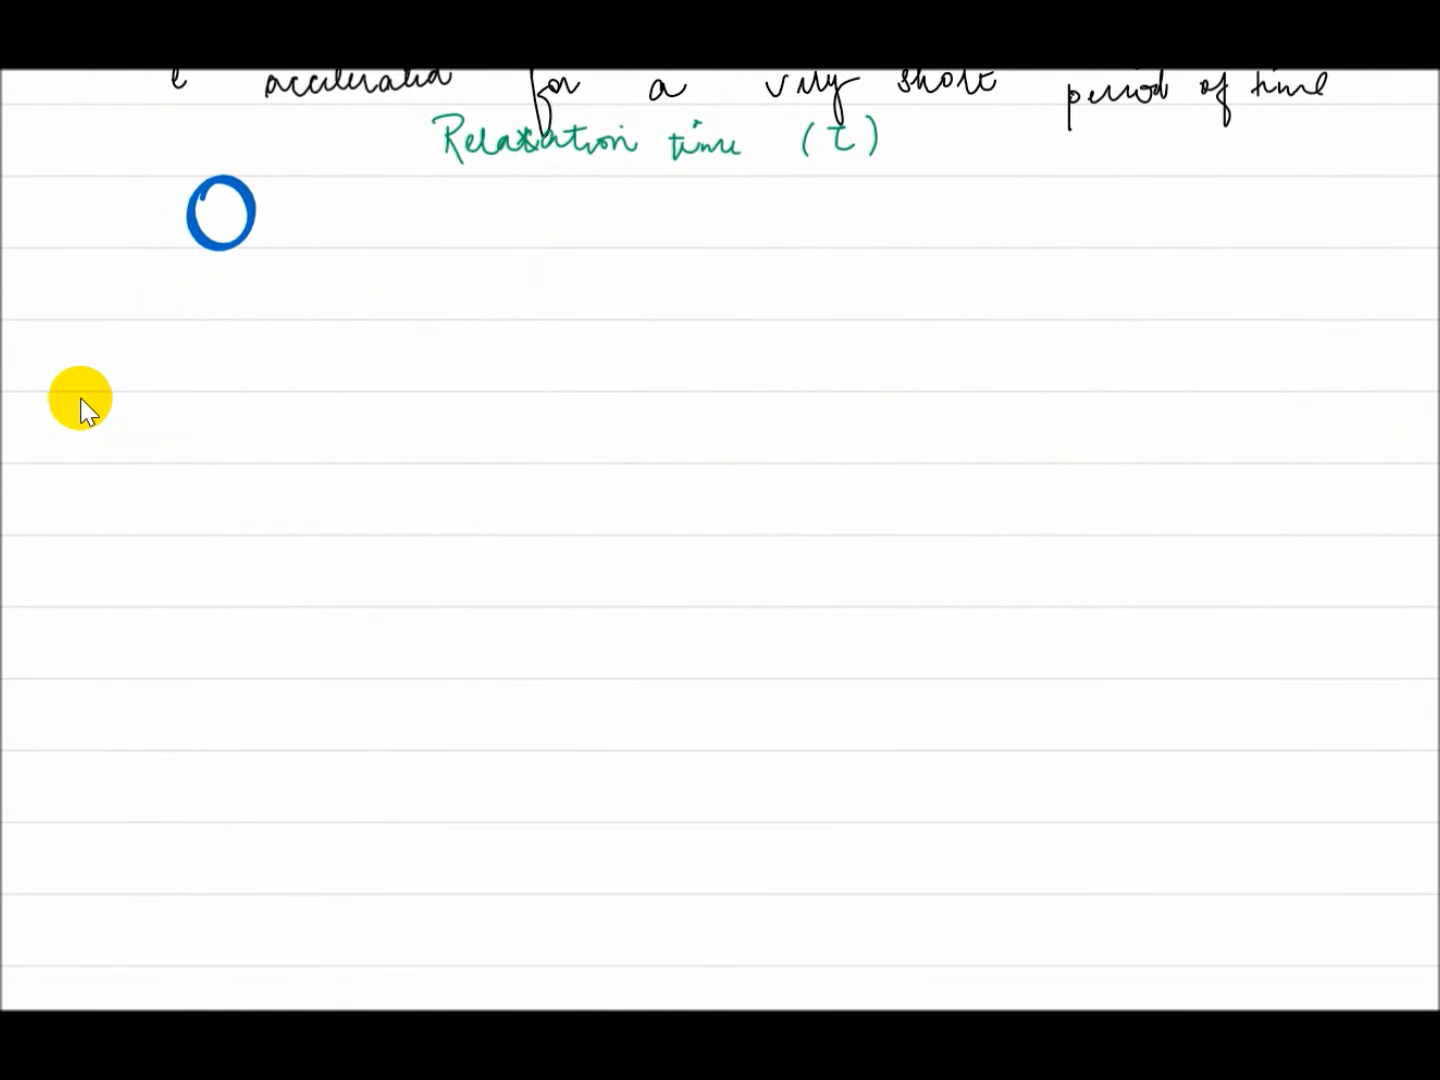 e accelerated for a very short period of time
Relaxation time (τ)